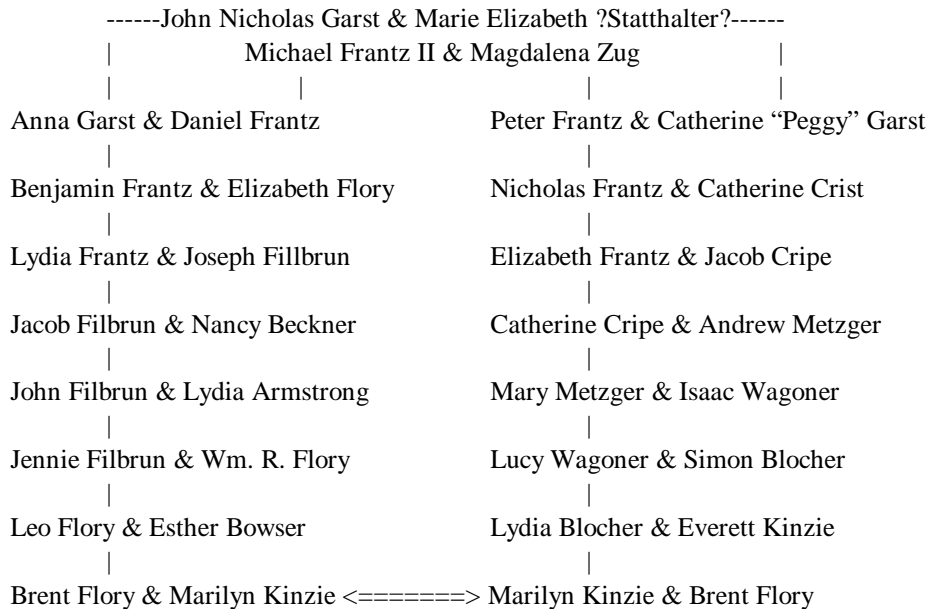 ------John Nicholas Garst & Marie Elizabeth ?Statthalter?------
| Michael Frantz II & Magdalena Zug |
| | | |
Anna Garst & Daniel Frantz Peter Frantz & Catherine “Peggy” Garst
| |
Benjamin Frantz & Elizabeth Flory Nicholas Frantz & Catherine Crist
| |
Lydia Frantz & Joseph Fillbrun Elizabeth Frantz & Jacob Cripe
| |
Jacob Filbrun & Nancy Beckner Catherine Cripe & Andrew Metzger
| |
John Filbrun & Lydia Armstrong Mary Metzger & Isaac Wagoner
| |
Jennie Filbrun & Wm. R. Flory Lucy Wagoner & Simon Blocher
| |
Leo Flory & Esther Bowser Lydia Blocher & Everett Kinzie
| |
Brent Flory & Marilyn Kinzie <=======> Marilyn Kinzie & Brent Flory